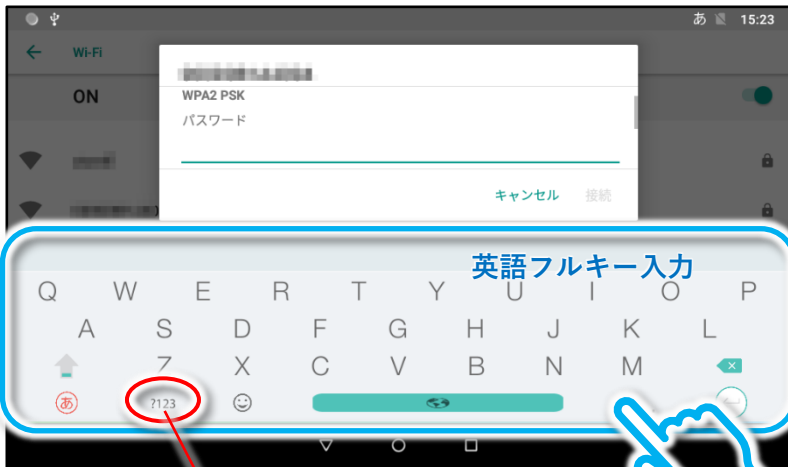 あ 15:23
Wi-Fi
ON
WPA2 PSK
パスワード
キャンセル 接続
英語フルキー入力
Q W E R T Y U I O P
A S D F G H J K L
Z X C V B N M
あ ?123